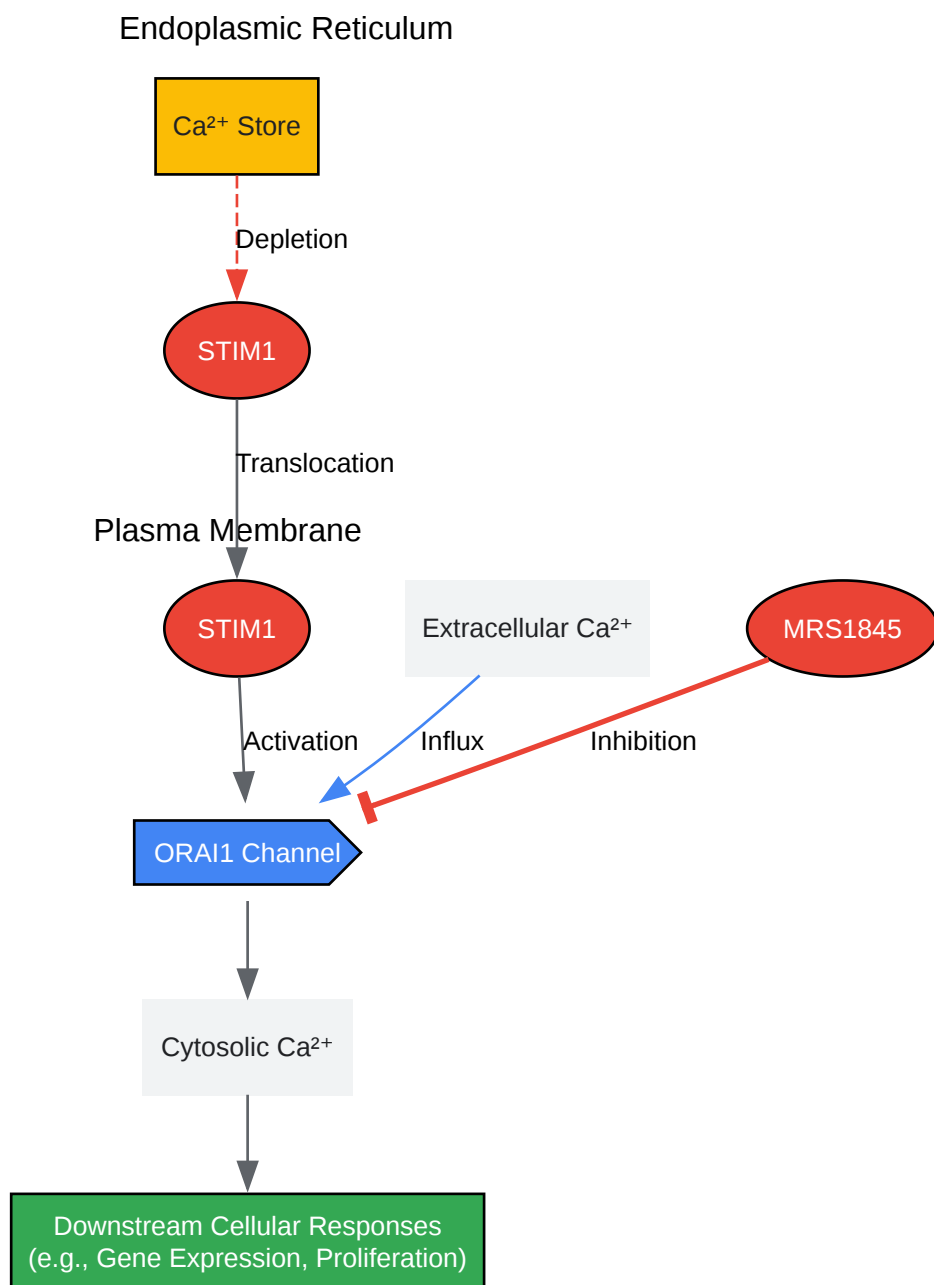 Endoplasmic Reticulum
Ca²⁺ Store
Depletion
STIM1
Translocation
Plasma Membrane
STIM1
Extracellular Ca²⁺
MRS1845
Activation
Influx
Inhibition
ORAI1 Channel
Cytosolic Ca²⁺
Downstream Cellular Responses
(e.g., Gene Expression, Proliferation)